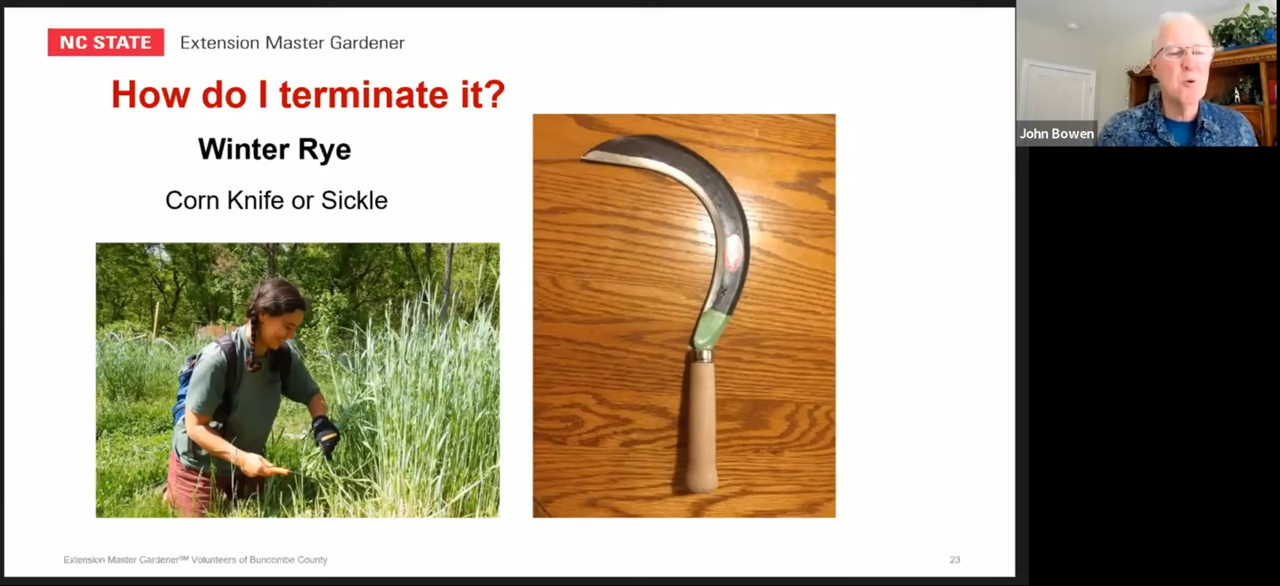 NC STATE Extension Master Gardener
How do I terminate it?
Winter Rye
Corn Knife or Sickle
John Bowen
Extension Master Gardener℠ Volunteers of Buncombe County
23